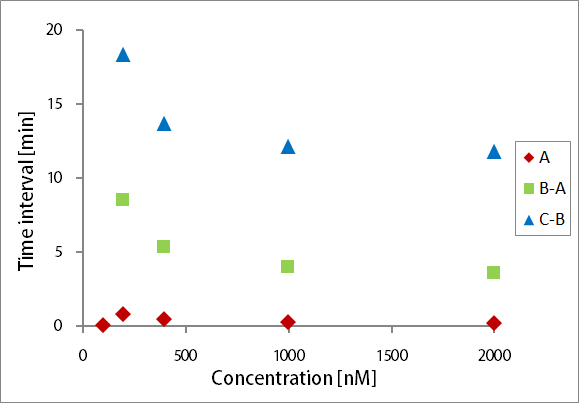 20
15
10
5
0
Time interval [min]
0 500 1000 1500 2000
Concentration [nM]
A
B-A
C-B